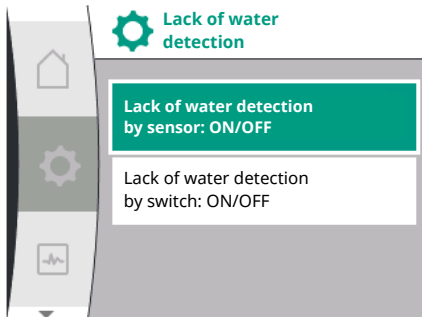 Lack of water
detection
Lack of water detection
by sensor: ON/OFF
Lack of water detection
by switch: ON/OFF